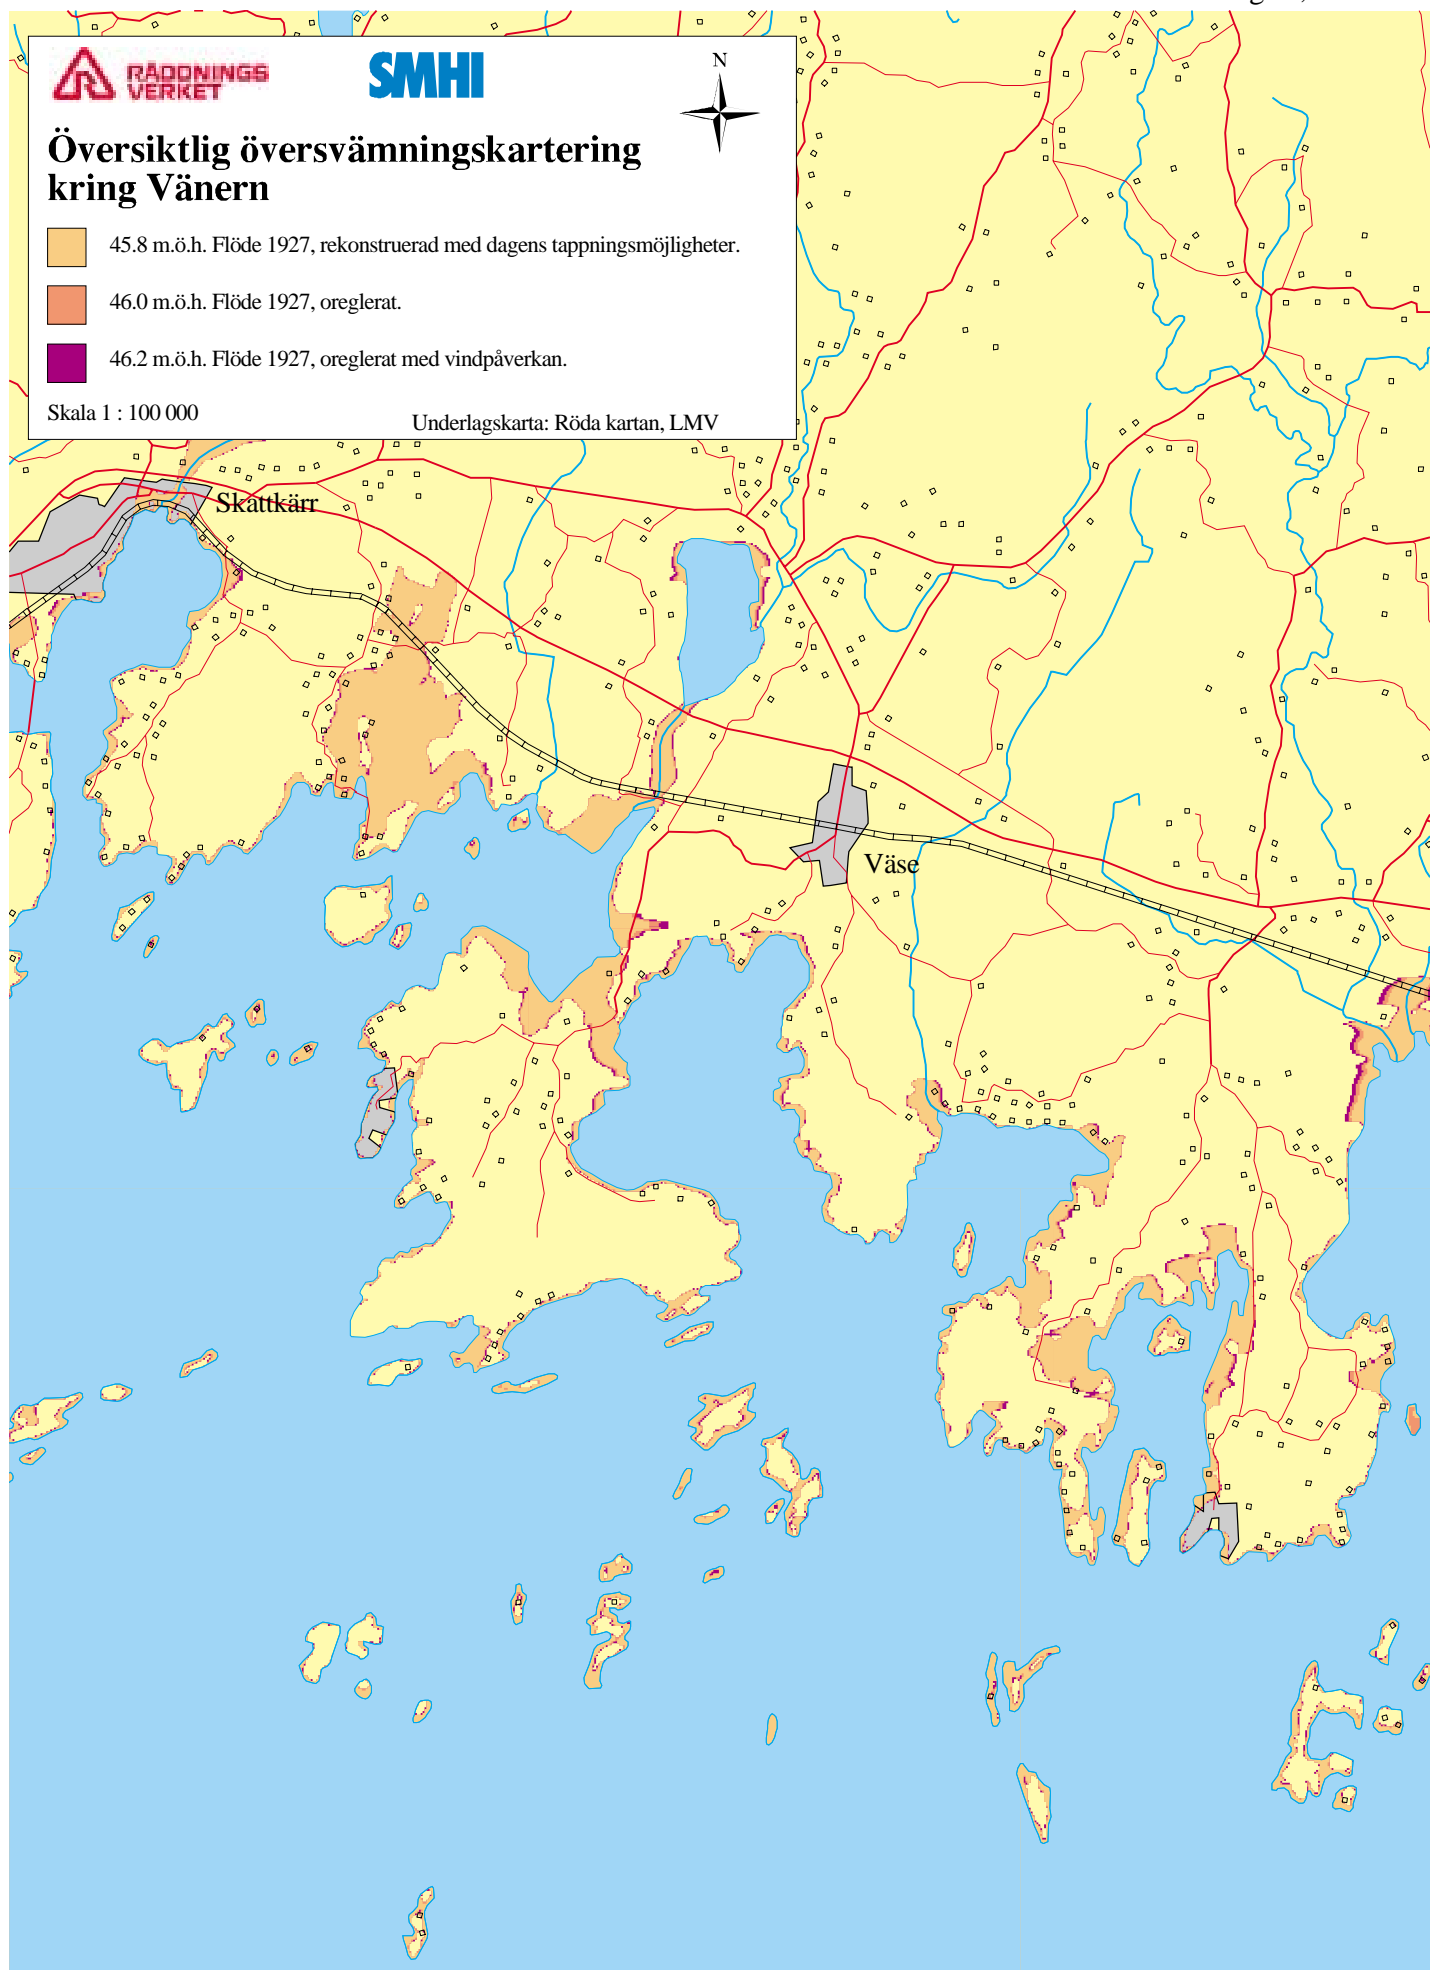 RÄDDNINGS
VERKET
SMHI
N
Översiktlig översvämningskartering
kring Vänern
45.8 m.ö.h. Flöde 1927, rekonstruerad med dagens tappningsmöjligheter.
46.0 m.ö.h. Flöde 1927, oreglerat.
46.2 m.ö.h. Flöde 1927, oreglerat med vindpåverkan.
Skala 1 : 100 000
Underlagskarta: Röda kartan, LMV
Skattkärr
Väse